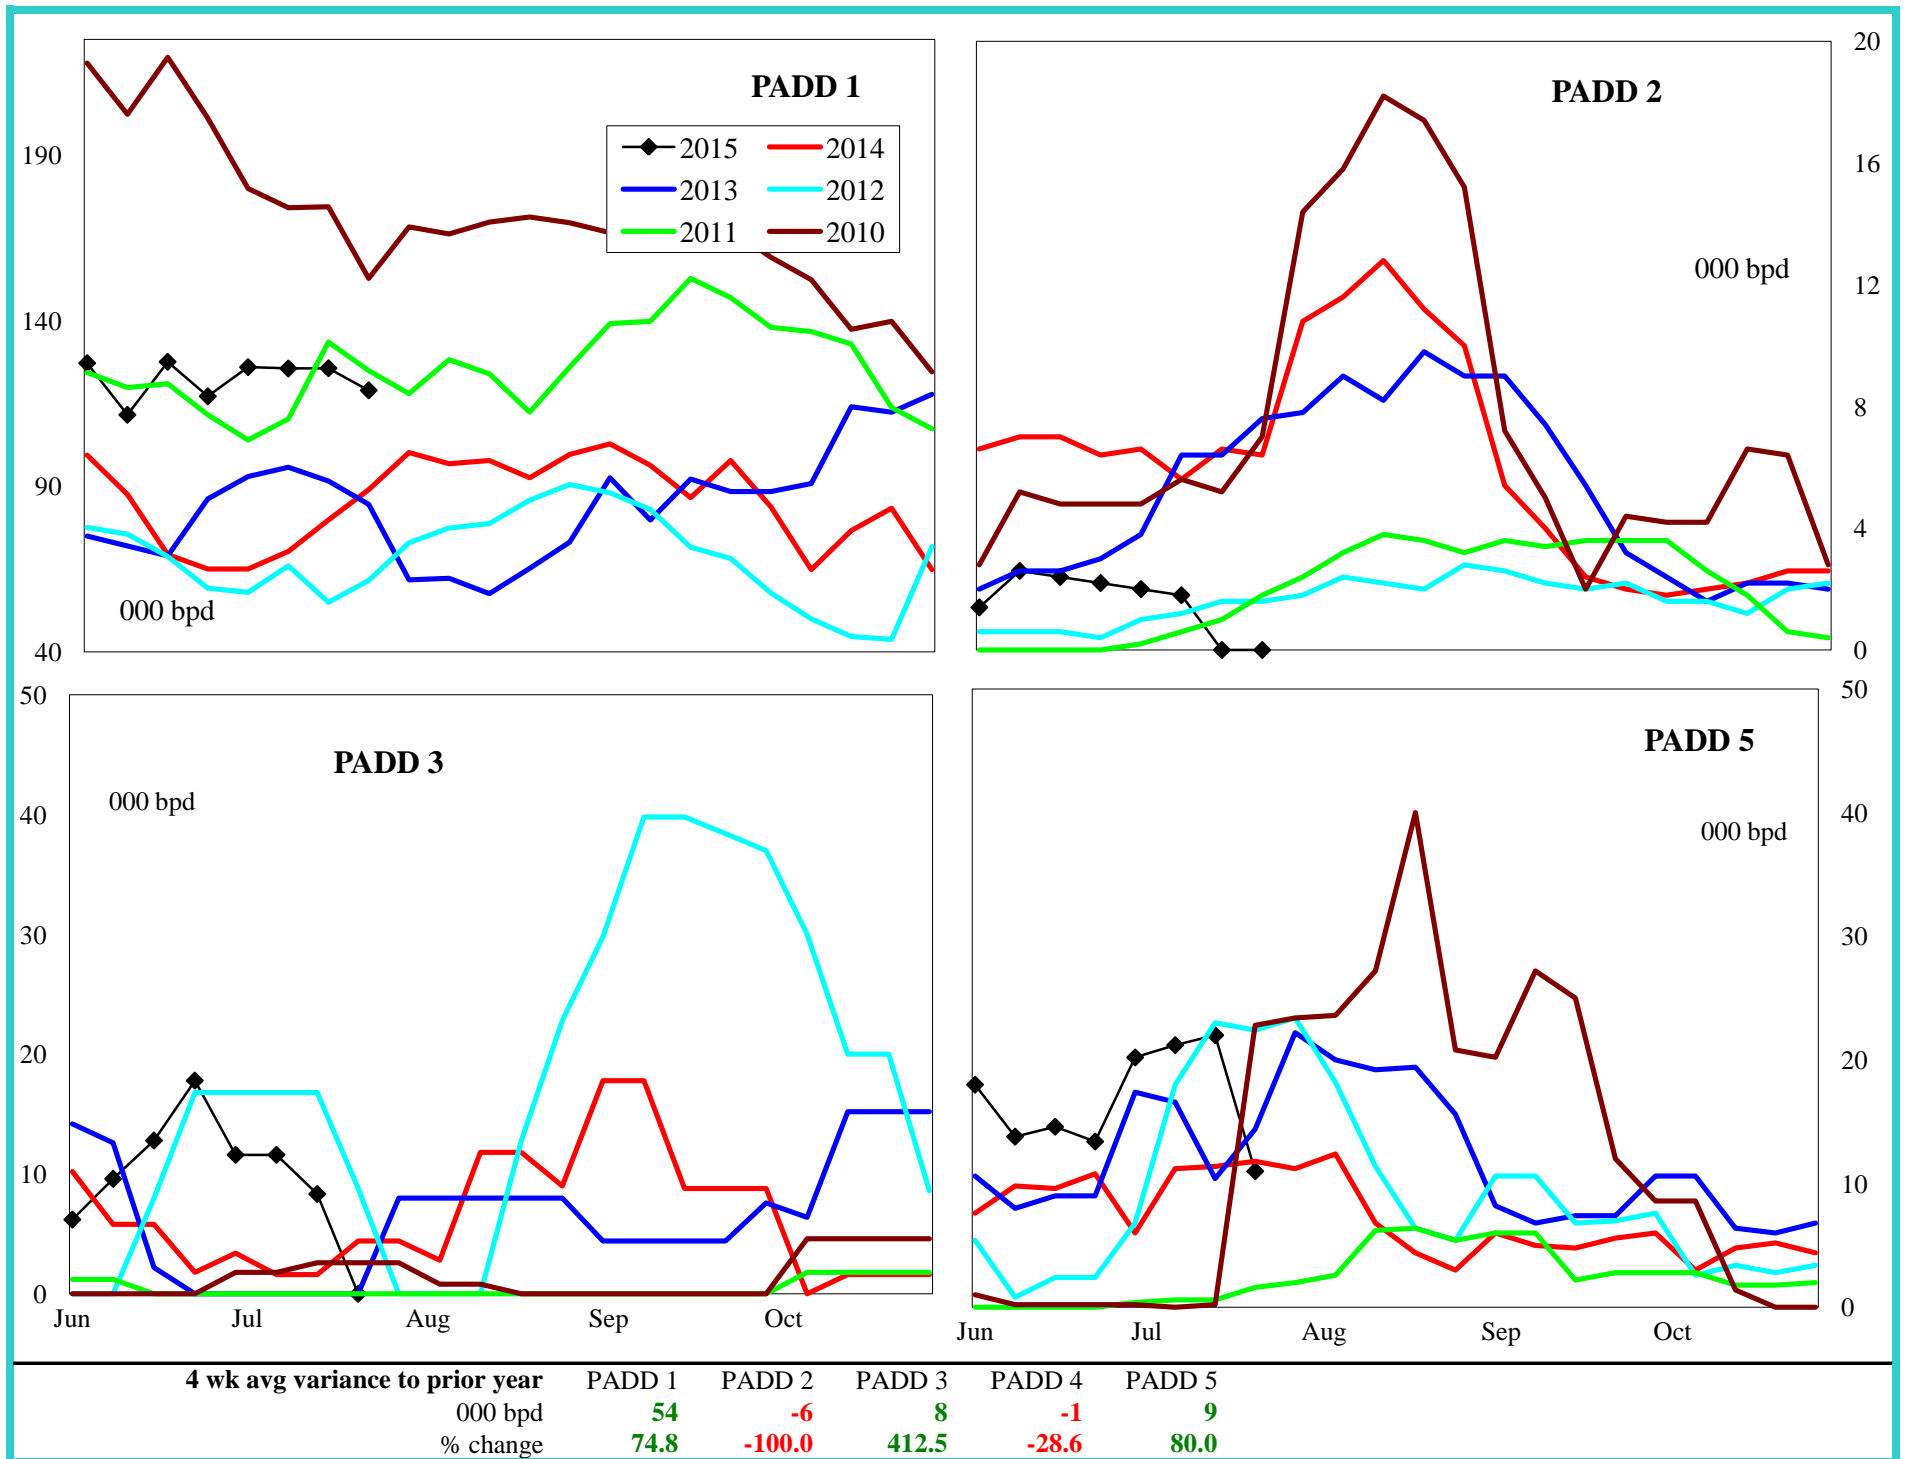 PADD 1
190
140
90
40
2015 2014
2013 2012
2011 2010
000 bpd
PADD 2
000 bpd
20
16
12
8
4
0
PADD 3
000 bpd
50
40
30
20
10
0
Jun Jul Aug Sep Oct
PADD 5
000 bpd
50
40
30
20
10
0
Jun Jul Aug Sep Oct
4 wk avg variance to prior year PADD 1 PADD 2 PADD 3 PADD 4 PADD 5
000 bpd 54 -6 8 -1 9
% change 74.8 -100.0 412.5 -28.6 80.0